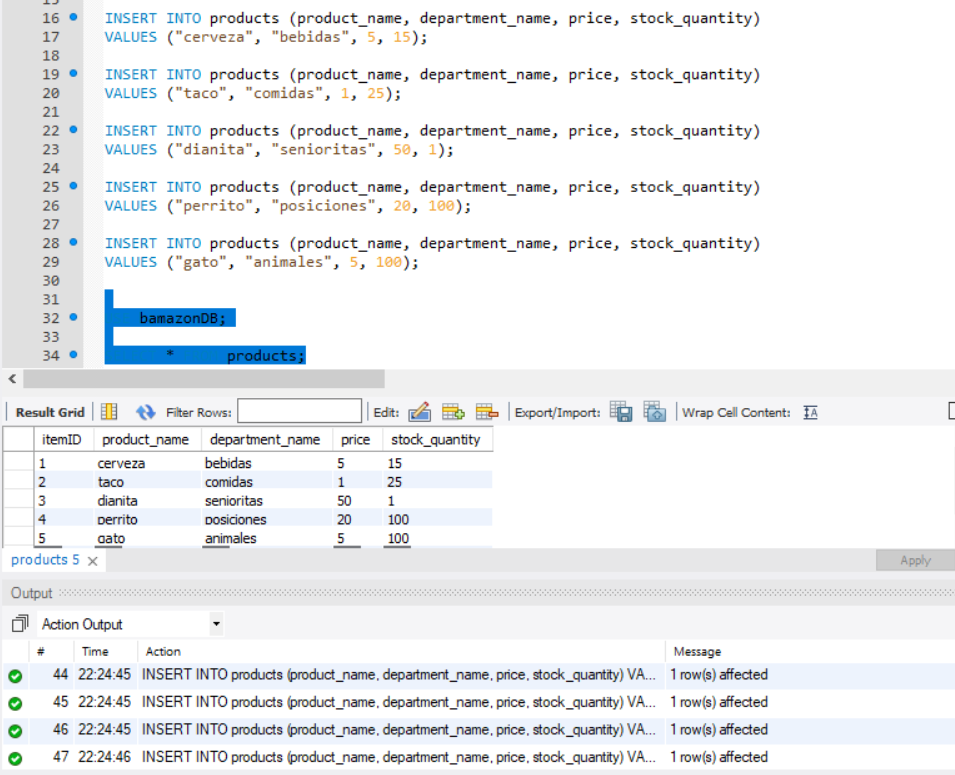 15
16 INSERT INTO products (product_name, department_name, price, stock_quantity)
17 VALUES ("cerveza", "bebidas", 5, 15);
18
19 INSERT INTO products (product_name, department_name, price, stock_quantity)
20 VALUES ("taco", "comidas", 1, 25);
21
22 INSERT INTO products (product_name, department_name, price, stock_quantity)
23 VALUES ("dianita", "senioritas", 50, 1);
24
25 INSERT INTO products (product_name, department_name, price, stock_quantity)
26 VALUES ("perrito", "posiciones", 20, 100);
27
28 INSERT INTO products (product_name, department_name, price, stock_quantity)
29 VALUES ("gato", "animales", 5, 100);
30
31
32 bamazonDB;
33
34 * products;
Result Grid Filter Rows: Edit: Export/Import: Wrap Cell Content: IA
itemID product_name department_name price stock_quantity
1 cerveza bebidas 5 15
2 taco comidas 1 25
3 dianita senioritas 50 1
4 perrito posiciones 20 100
5 gato animales 5 100
products 5 × Apply
Output
Action Output
# Time Action Message
44 22:24:45 INSERT INTO products (product_name, department_name, price, stock_quantity) VA... 1 row(s) affected
45 22:24:45 INSERT INTO products (product_name, department_name, price, stock_quantity) VA... 1 row(s) affected
46 22:24:45 INSERT INTO products (product_name, department_name, price, stock_quantity) VA... 1 row(s) affected
47 22:24:46 INSERT INTO products (product_name, department_name, price, stock_quantity) VA... 1 row(s) affected